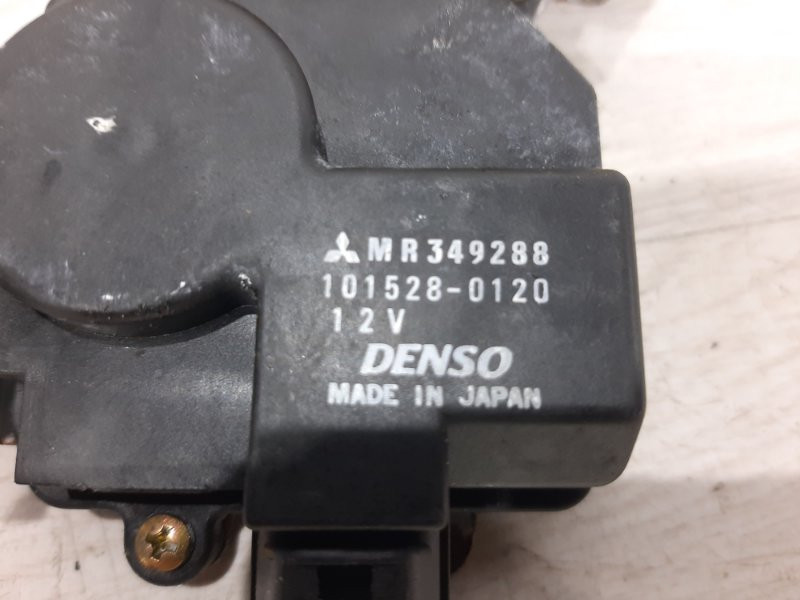 MR349288
101528-0120
12V
DENSO
MADE IN JAPAN